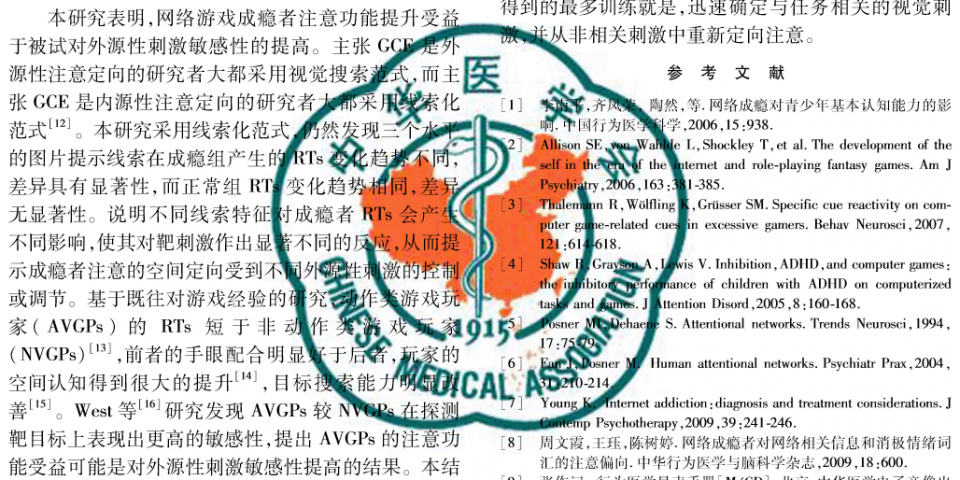 本研究表明,网络游戏成瘾者注意功能提升受益
于被试对外源性刺激敏感性的提高。主张 GCE 是外
源性注意定向的研究者大都采用视觉搜索范式,而主
张 GCE 是内源性注意定向的研究者大都采用线索化
范式[12]。本研究采用线索化范式,仍然发现三个水平
的图片提示线索在成瘾组产生的 RTs 变化趋势不同,
差异具有显著性,而正常组 RTs 变化趋势相同,差异
无显著性。说明不同线索特征对成瘾者 RTs 会产生
不同影响,使其对靶刺激作出显著不同的反应,从而提
示成瘾者注意的空间定向受到不同外源性刺激的控制
或调节。基于既往对游戏经验的研究,动作类游戏玩
家(AVGPs)的 RTs 短于非动作类游戏玩家
(NVGPs)[13],前者的手眼配合明显好于后者,玩家的
空间认知得到很大的提升[14],目标搜索能力明显改
善[15]。West 等[16]研究发现 AVGPs 较 NVGPs 在探测
靶目标上表现出更高的敏感性,提出 AVGPs 的注意功
能受益可能是对外源性刺激敏感性提高的结果。本结
得到的最多训练就是,迅速确定与任务相关的视觉刺
激,并从非相关刺激中重新定向注意。
参 考 文 献
[1] 齐凤荣,陶然,等.网络成瘾对青少年基本认知能力的影
响.中国行为医学科学,2006,15:938.
[2] Allison SE,von Wahlde L,Shockley T,et al. The development of the
self in the era of the internet and role-playing fantasy games. Am J
Psychiatry,2006,163:381-385.
[3] Thalemann R,Wölfling K,Grüsser SM. Specific cue reactivity on com-
puter game-related cues in excessive gamers. Behav Neurosci,2007,
121:614-618.
[4] Shaw R,Grayson A,Lewis V. Inhibition,ADHD,and computer games:
the inhibitory performance of children with ADHD on computerized
tasks and games. J Attention Disord,2005,8:160-168.
[5] Posner MI,Dehaene S. Attentional networks. Trends Neurosci,1994,
17:75-79.
[6] Fan J,Posner M. Human attentional networks. Psychiatr Prax,2004,
31:210-214.
[7] Young K. Internet addiction:diagnosis and treatment considerations. J
Contemp Psychotherapy,2009,39:241-246.
[8] 周文霞,王珏,陈树婷.网络成瘾者对网络相关信息和消极情绪词
汇的注意偏向.中华行为医学与脑科学杂志,2009,18:600.
中华医学会
1915
CHINESE MEDICAL ASSOCIATION